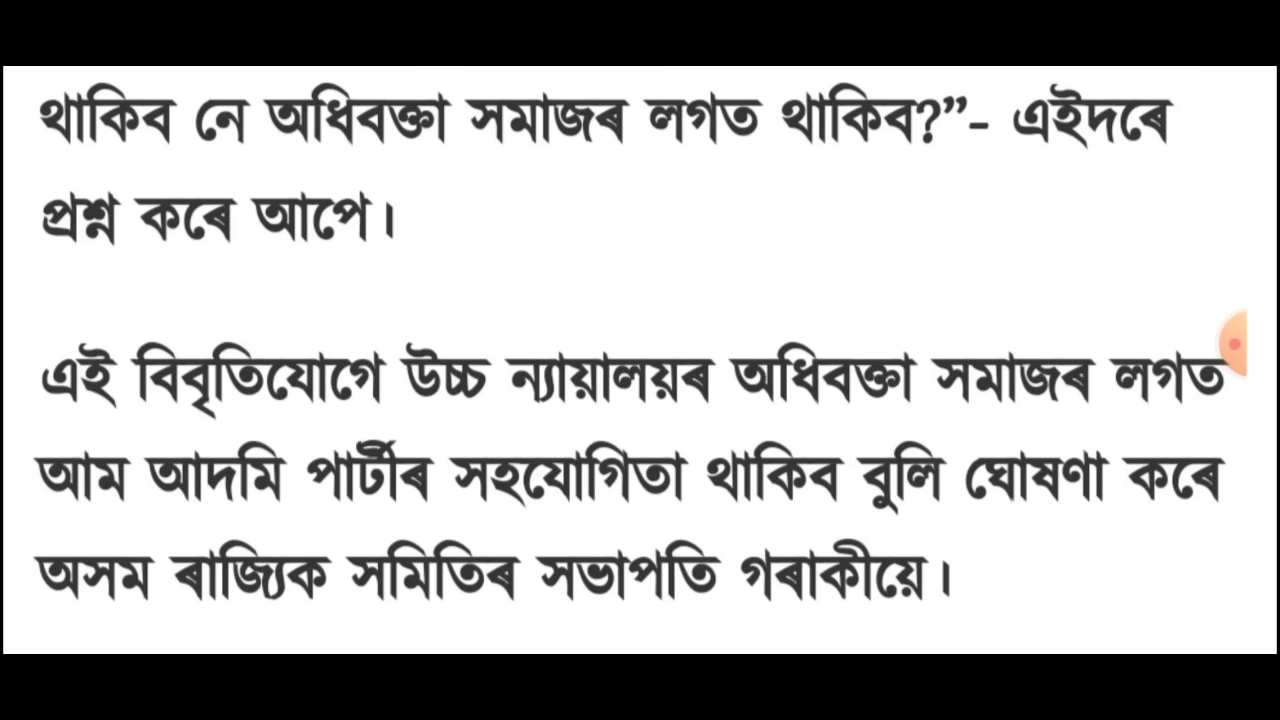 থাকিব নে অধিবক্তা সমাজৰ লগত থাকিব?”- এইদৰে
প্ৰশ্ন কৰে আপে।
এই বিবৃতিযোগে উচ্চ ন্যায়ালয়ৰ অধিবক্তা সমাজৰ লগত
আম আদমি পাৰ্টীৰ সহযোগিতা থাকিব বুলি ঘোষণা কৰে
অসম ৰাজ্যিক সমিতিৰ সভাপতি গৰাকীয়ে।